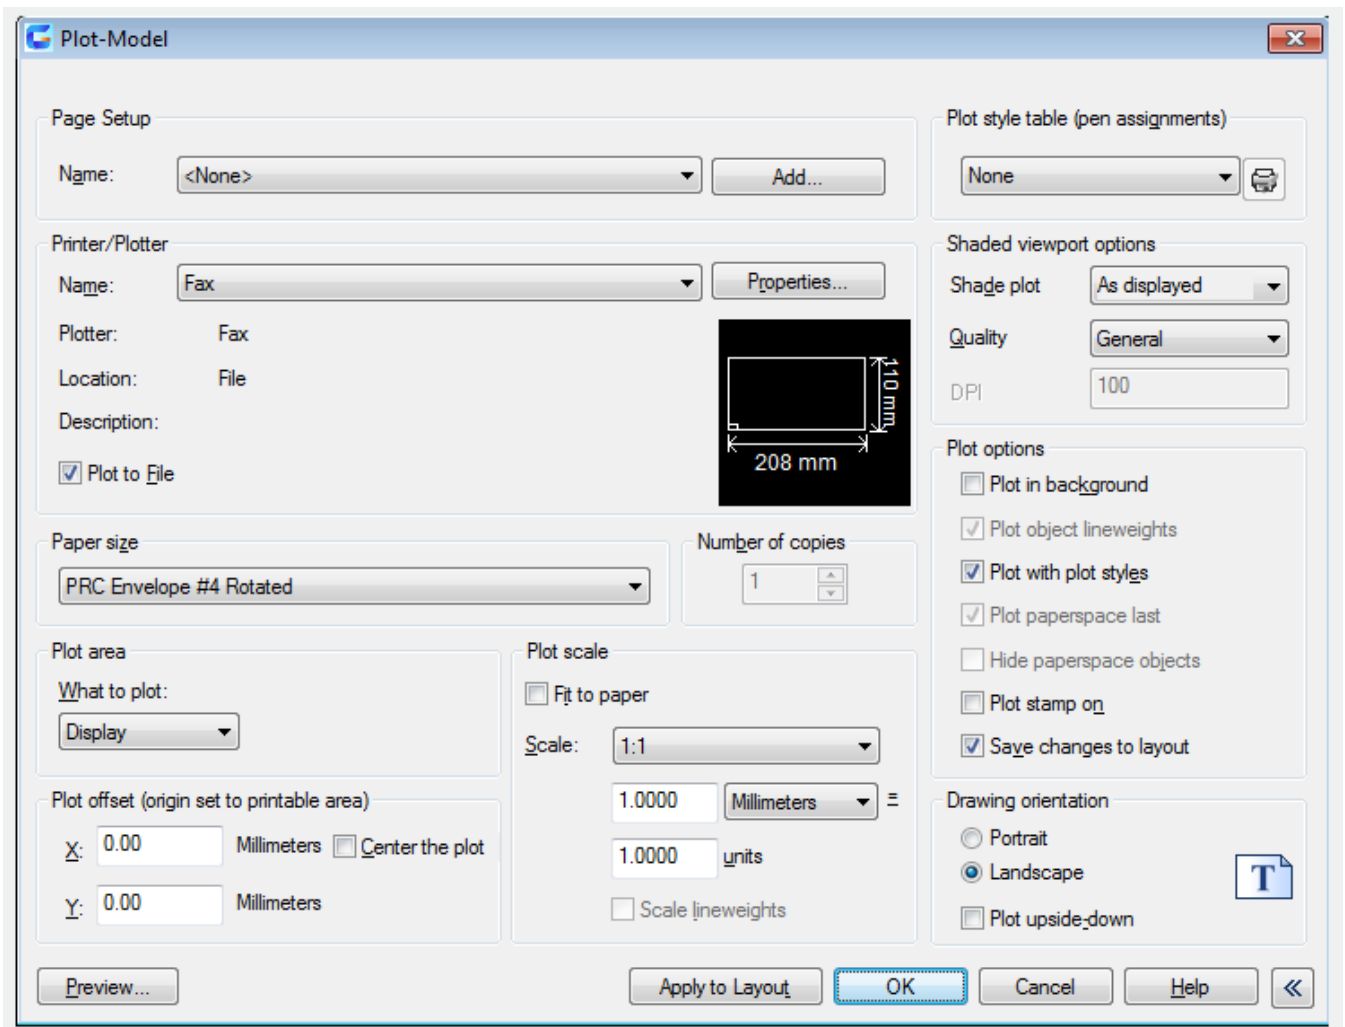 Plot-Model
Page Setup
Name: <None> Add...
Plot style table (pen assignments)
None
Printer/Plotter
Name: Fax Properties...
Plotter: Fax
Location: File
Description:
Plot to File
110 mm
208 mm
Shaded viewport options
Shade plot As displayed
Quality General
DPI 100
Paper size
PRC Envelope #4 Rotated
Number of copies
1
Plot options
Plot in background
Plot object lineweights
Plot with plot styles
Plot paperspace last
Hide paperspace objects
Plot stamp on
Save changes to layout
Plot area
What to plot:
Display
Plot scale
Fit to paper
Scale: 1:1
1.0000 Millimeters =
1.0000 units
Scale lineweights
Plot offset (origin set to printable area)
X: 0.00 Millimeters Center the plot
Y: 0.00 Millimeters
Drawing orientation
Portrait
Landscape
Plot upside-down
T
Preview... Apply to Layout OK Cancel Help «